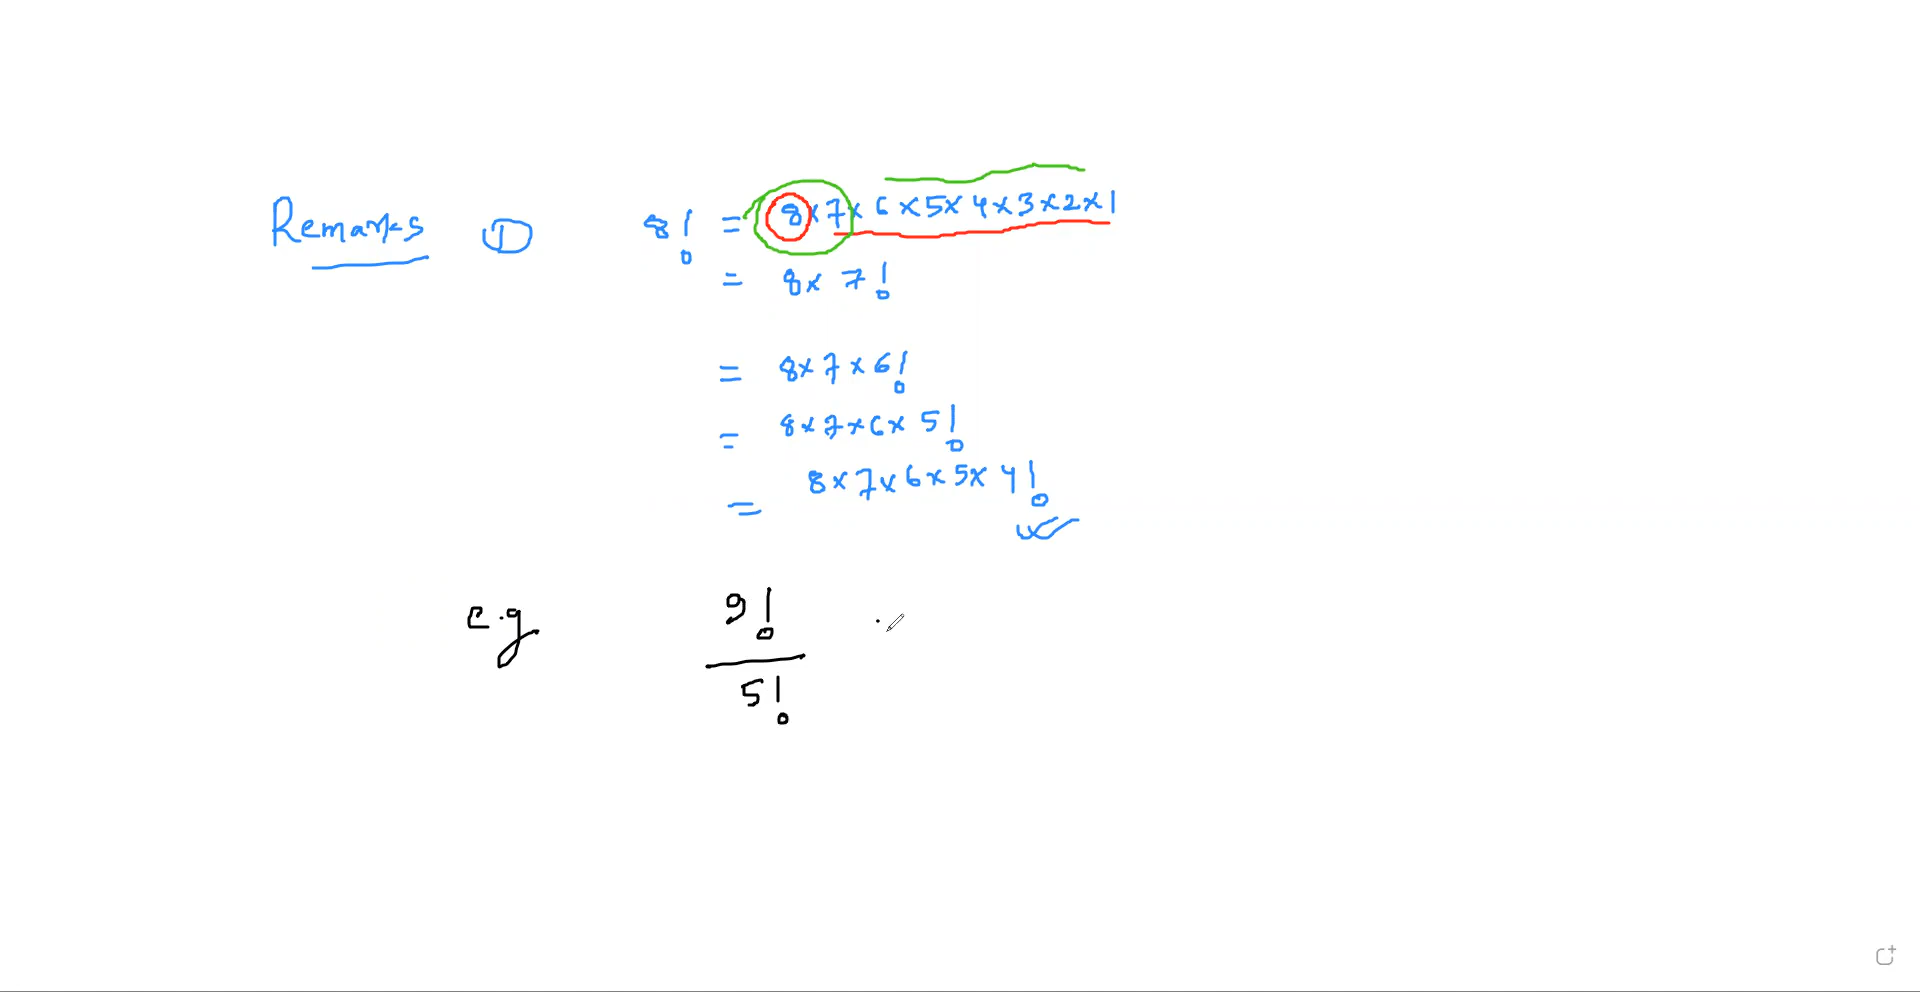 Remarks ① 8! = 8×7×6×5×4×3×2×1
= 8×7!
= 8×7×6!
= 8×7×6×5!
= 8×7×6×5×4!
e.g 9!
5!